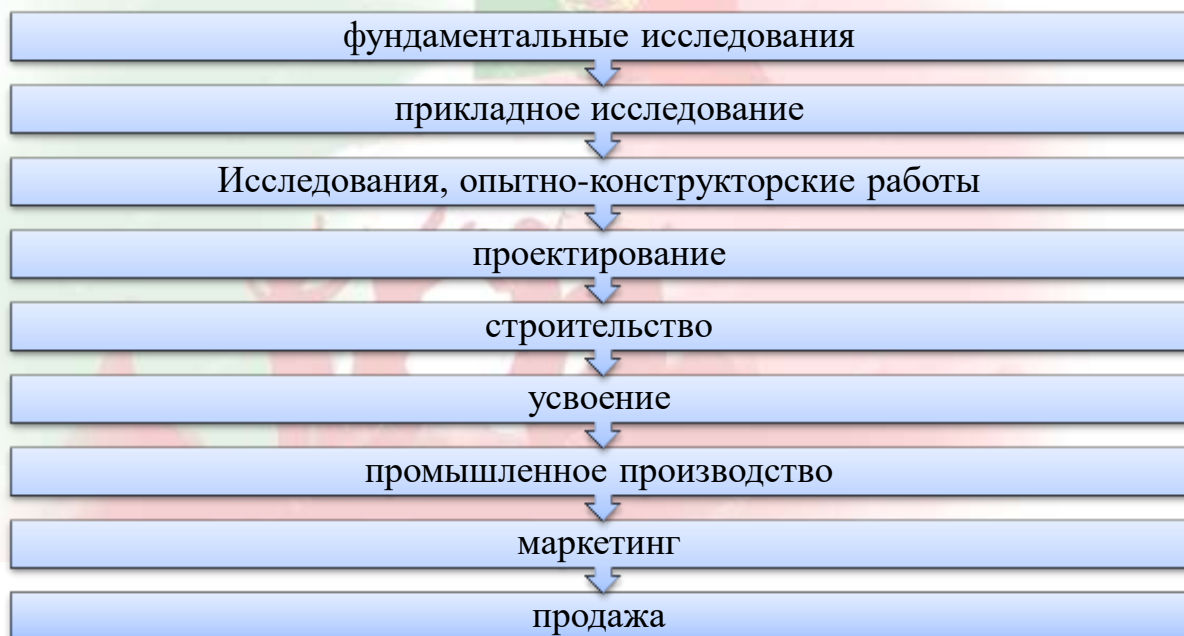 фундаментальные исследования
прикладное исследование
Исследования, опытно-конструкторские работы
проектирование
строительство
усвоение
промышленное производство
маркетинг
продажа